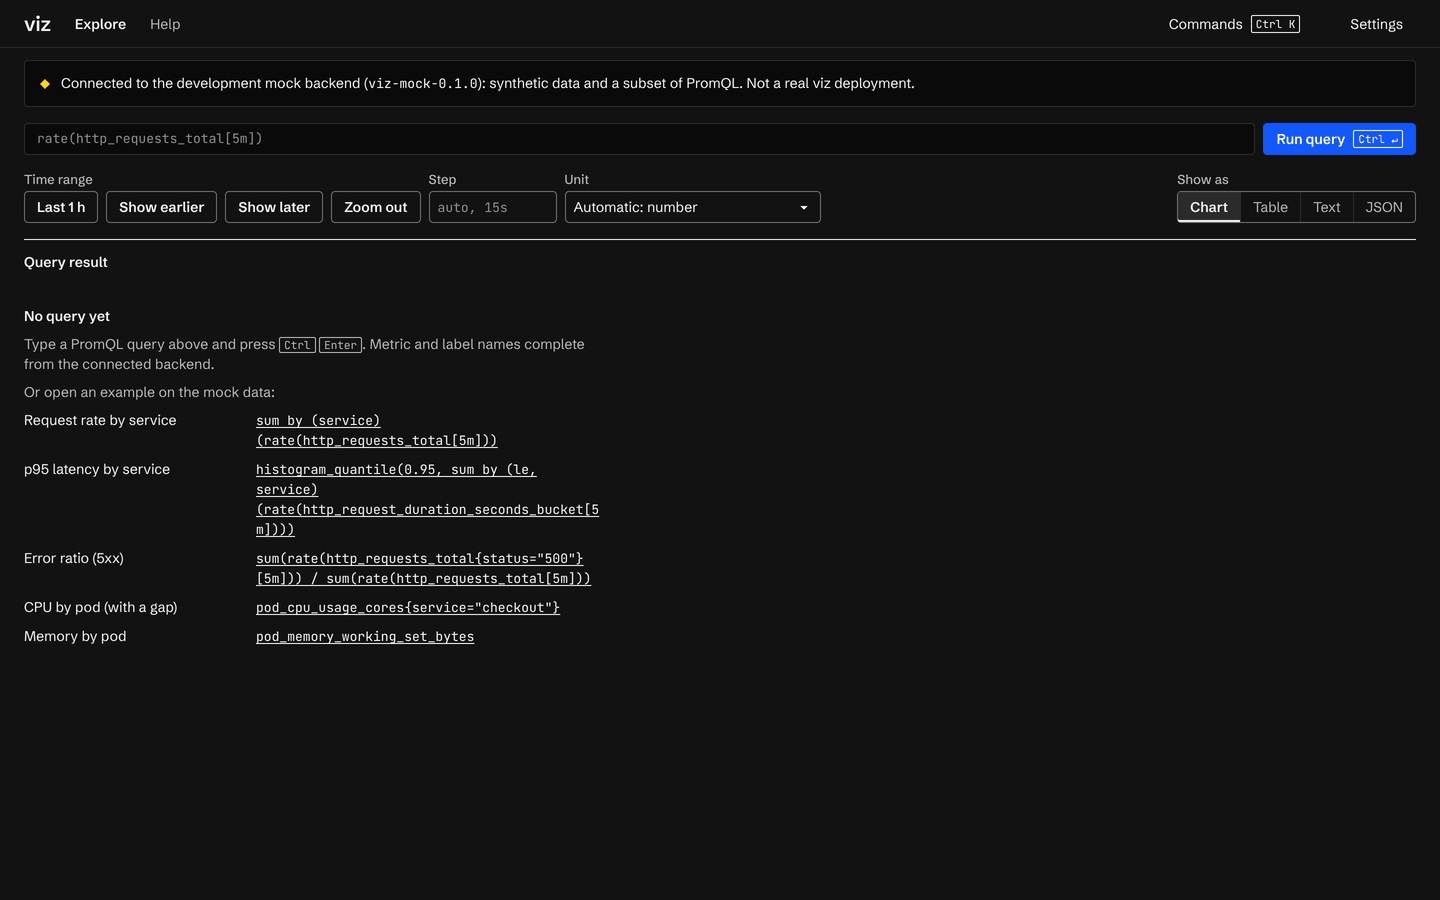 viz Explore Help Commands Ctrl K Settings
Connected to the development mock backend (viz-mock-0.1.0): synthetic data and a subset of PromQL. Not a real viz deployment.
rate(http_requests_total[5m]) Run query Ctrl ↵
Time range Step Unit Show as
Last 1 h Show earlier Show later Zoom out auto, 15s Automatic: number Chart Table Text JSON
Query result
No query yet
Type a PromQL query above and press Ctrl Enter. Metric and label names complete
from the connected backend.
Or open an example on the mock data:
Request rate by service sum by (service)
(rate(http_requests_total[5m]))
p95 latency by service histogram_quantile(0.95, sum by (le,
service)
(rate(http_request_duration_seconds_bucket[5
m])))
Error ratio (5xx) sum(rate(http_requests_total{status="500"}
[5m])) / sum(rate(http_requests_total[5m]))
CPU by pod (with a gap) pod_cpu_usage_cores{service="checkout"}
Memory by pod pod_memory_working_set_bytes